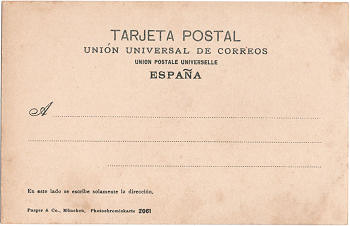 TARJETA POSTAL
UNIÓN UNIVERSAL DE CORREOS
UNION POSTALE UNIVERSELLE
ESPAÑA
A
En este lado se escribe solamente la dirección.
Purger & Co., München, Photochromiekarte 2061